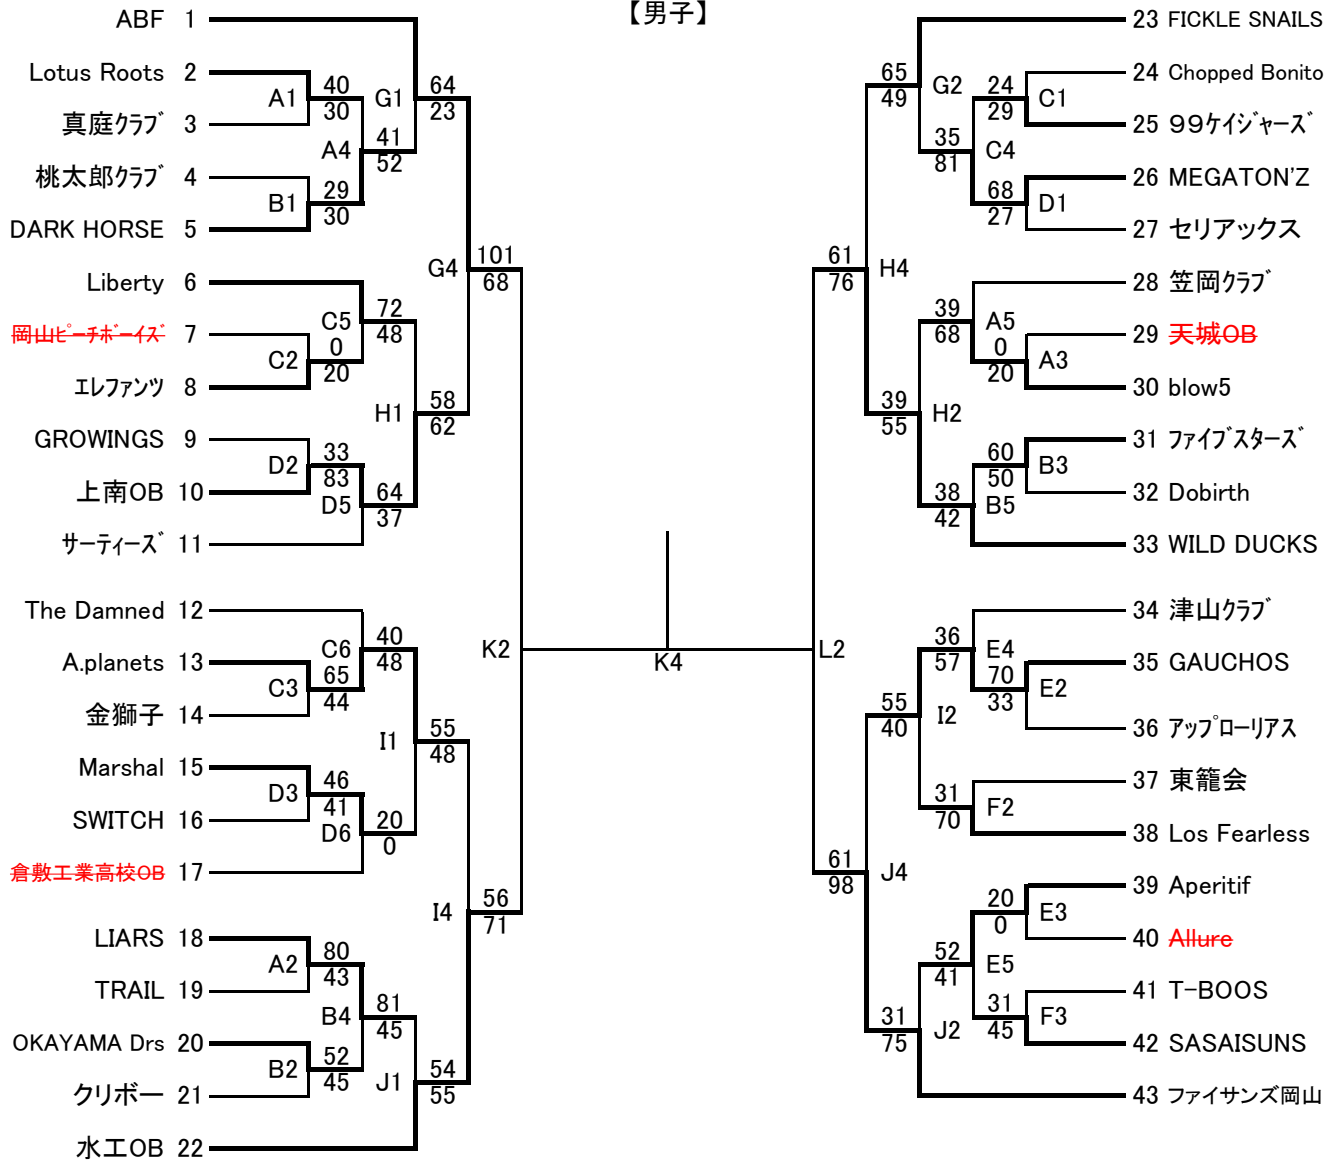 【男子】
ABF 1
Lotus Roots 2
A1
40
30
真庭ｸﾗﾌﾞ 3
G1
64
23
A4
41
52
桃太郎ｸﾗﾌﾞ 4
B1
29
30
DARK HORSE 5
G4
101
68
Liberty 6
C5
72
48
岡山ﾋﾟｰﾁﾎﾞｰｲｽﾞ 7
C2
0
20
ｴﾚﾌｧﾝﾂ 8
H1
58
62
GROWINGS 9
D2
33
83
上南OB 10
D5
64
37
ｻｰﾃｨｰｽﾞ 11
The Damned 12
C6
40
48
A.planets 13
C3
65
44
金獅子 14
I1
55
48
Marshal 15
D3
46
41
SWITCH 16
D6
20
0
倉敷工業高校OB 17
I4
56
71
LIARS 18
A2
80
43
TRAIL 19
B4
81
45
OKAYAMA Drs 20
B2
52
45
クリボー 21
J1
54
55
水工OB 22
K2
K4
L2
23 FICKLE SNAILS
65
49
G2
24 Chopped Bonito
24
29
C1
25 ９９ｹｲｼﾞｬｰｽﾞ
35
81
C4
26 MEGATON'Z
68
27
D1
27 セリアックス
61
76
H4
28 笠岡ｸﾗﾌﾞ
39
68
A5
29 天城OB
0
20
A3
30 blow5
39
55
H2
31 ﾌｧｲﾌﾞｽﾀｰｽﾞ
60
50
B3
32 Dobirth
38
42
B5
33 WILD DUCKS
34 津山ｸﾗﾌﾞ
36
57
E4
35 GAUCHOS
70
33
E2
36 ｱｯﾌﾟﾛｰﾘｱｽ
55
40
I2
37 東籠会
31
70
F2
38 Los Fearless
61
98
J4
39 Aperitif
20
0
E3
40 Allure
52
41
E5
41 T-BOOS
31
45
F3
42 SASAISUNS
31
75
J2
43 ファイサンズ岡山